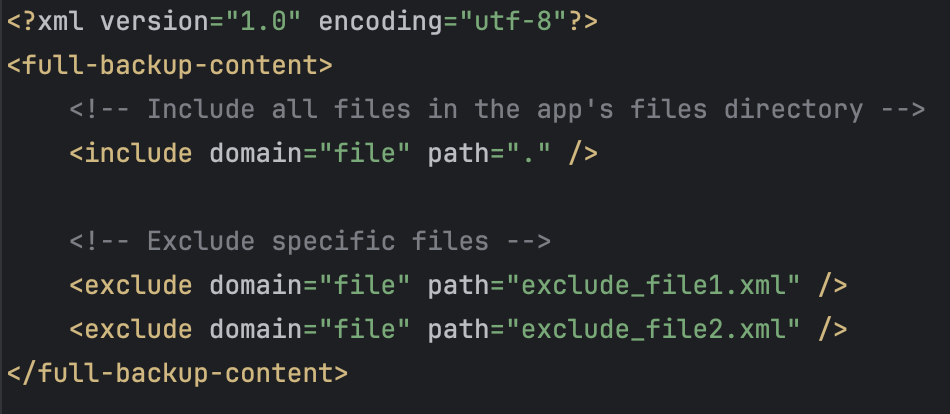 <?xml version="1.0" encoding="utf-8"?>
<full-backup-content>
    <!-- Include all files in the app's files directory -->
    <include domain="file" path="." />

    <!-- Exclude specific files -->
    <exclude domain="file" path="exclude_file1.xml" />
    <exclude domain="file" path="exclude_file2.xml" />
</full-backup-content>